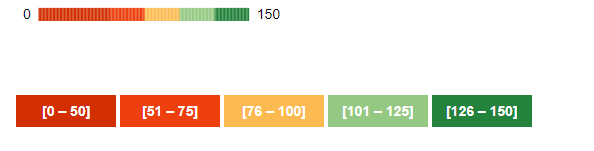 0 150
[0 – 50] [51 – 75] [76 – 100] [101 – 125] [126 – 150]